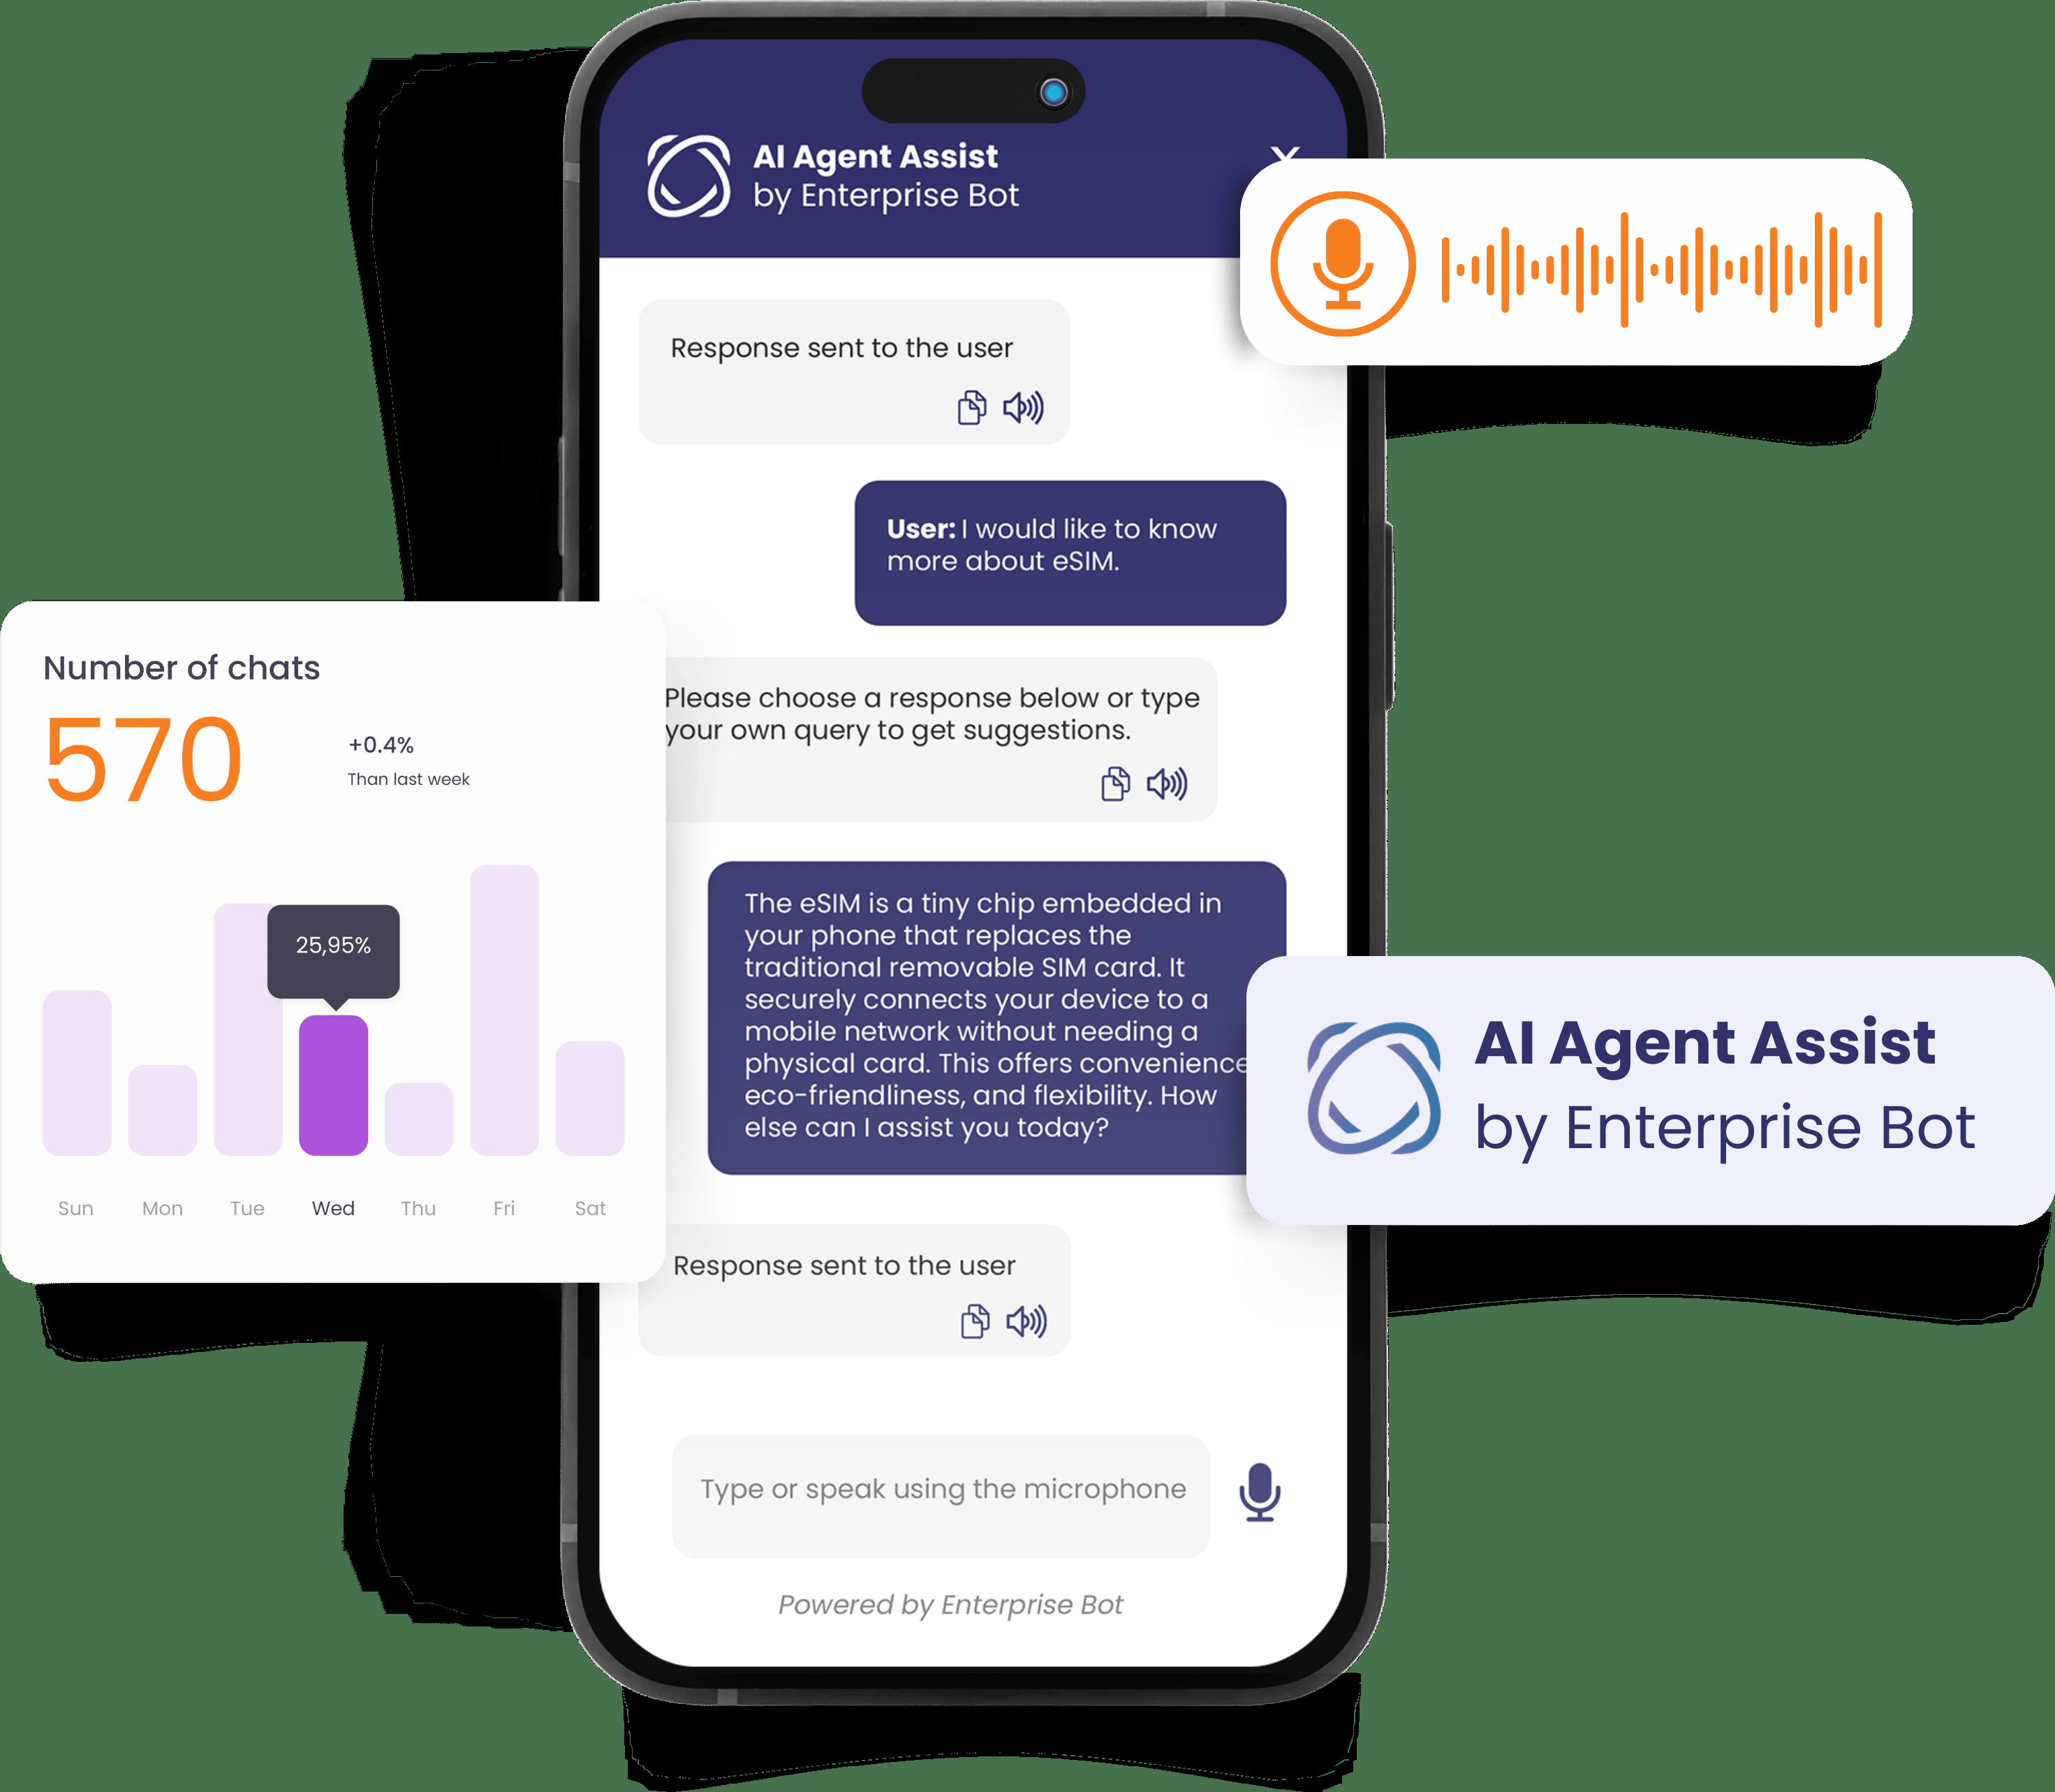 AI Agent Assist
by Enterprise Bot
Response sent to the user
User: I would like to know
more about eSIM.
Please choose a response below or type
your own query to get suggestions.
The eSIM is a tiny chip embedded in
your phone that replaces the
traditional removable SIM card. It
securely connects your device to a
mobile network without needing a
physical card. This offers convenience
eco-friendliness, and flexibility. How
else can I assist you today?
Response sent to the user
Type or speak using the microphone
Powered by Enterprise Bot
Number of chats
570
+0.4%
Than last week
25,95%
Sun Mon Tue Wed Thu Fri Sat
AI Agent Assist
by Enterprise Bot